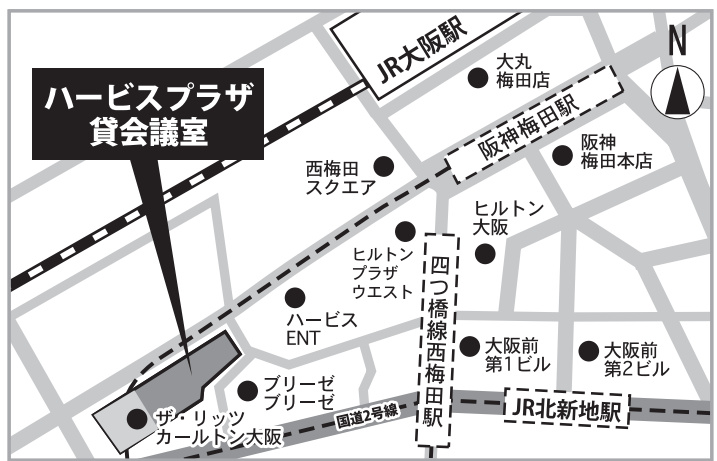 JR大阪駅
N
大丸
梅田店
ハービスプラザ
貸会議室
阪神梅田駅
阪神
梅田本店
西梅田
スクエア
ヒルトン
大阪
ヒルトン
プラザ
ウエスト
四つ橋線西梅田駅
ハービス
ENT
大阪前
第1ビル
大阪前
第2ビル
ブリーゼ
ブリーゼ
ザ・リッツ
カールトン大阪
国道2号線
JR北新地駅